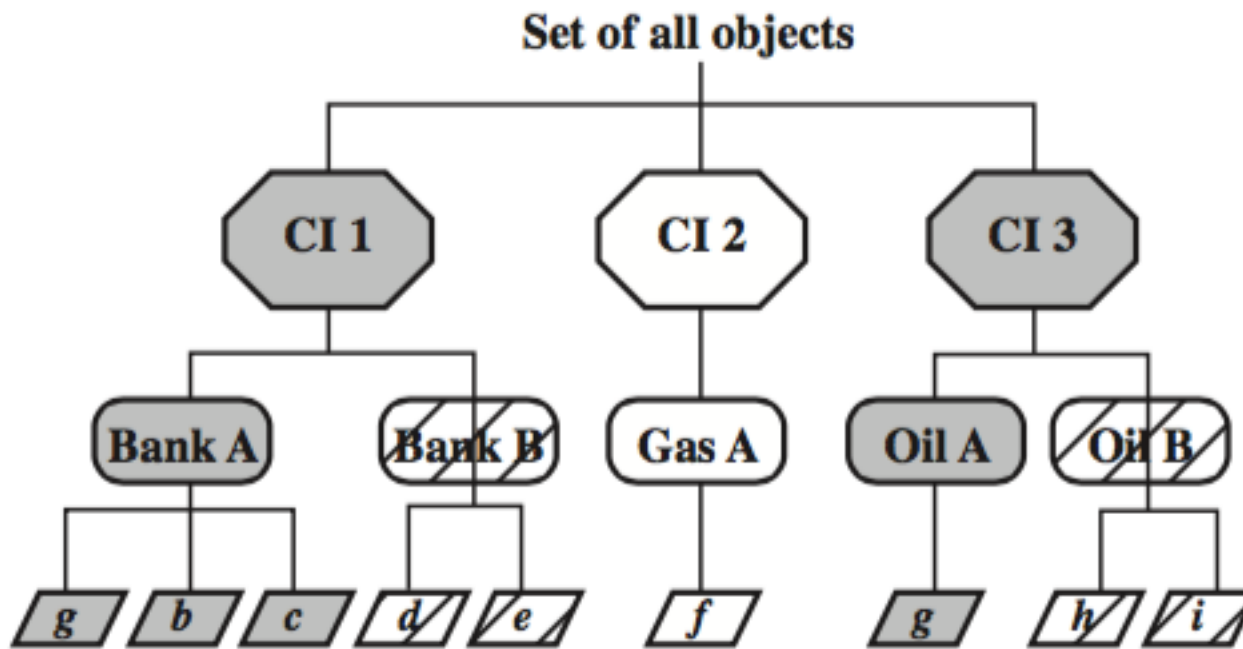 Set of all objects
CI 1 CI 2 CI 3
Bank A Bank B Gas A Oil A Oil B
g b c d e f g h i